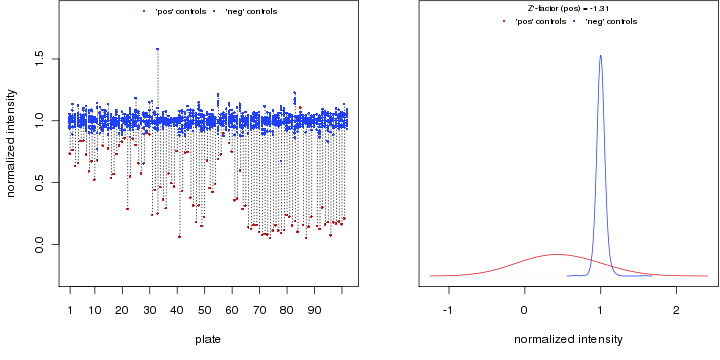 'pos' controls 'neg' controls
normalized intensity
1.5
1.0
0.5
0.0
1 10 20 30 40 50 60 70 80 90
plate
Z'-factor (pos) = -1.31
'pos' controls 'neg' controls
-1 0 1 2
normalized intensity